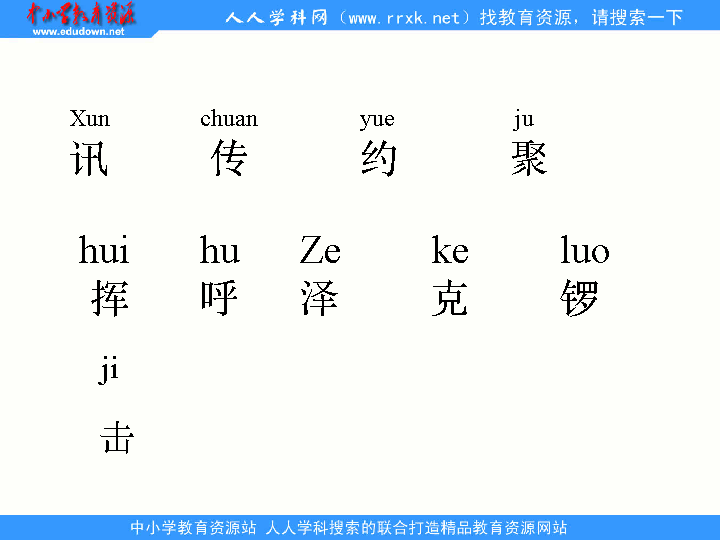 中小学教育资源
www.edudown.net
人人学科网（www.rrxk.net）找教育资源，请搜索一下
Xun chuan yue ju
讯 传 约 聚
hui hu Ze ke luo
挥 呼 泽 克 锣
ji
击
中小学教育资源站 人人学科搜索的联合打造精品教育资源网站